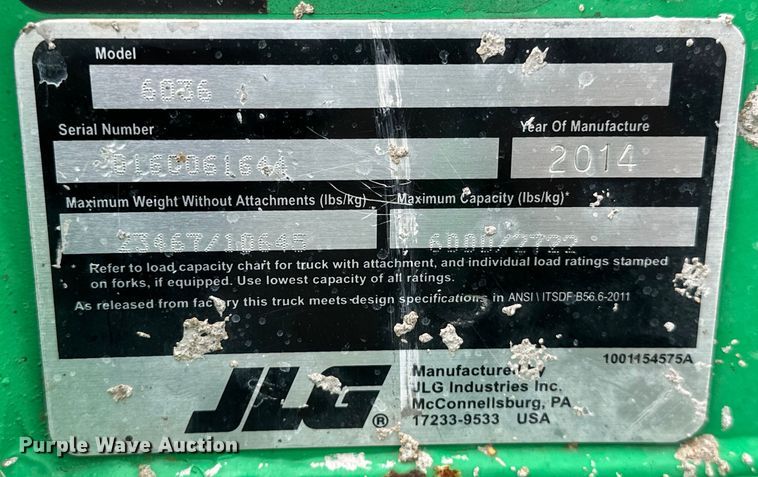 Model
6036
Serial Number
Year Of Manufacture
0160061644
2014
Maximum Weight Without Attachments (lbs/kg)
Maximum Capacity (lbs/kg)*
23467/10645
6000/2722
* Refer to load capacity chart for truck with attachment, and individual load ratings stamped
on forks, if equipped. Use lowest capacity of all ratings.
As released from factory this truck meets design specifications in ANSI \ ITSDF B56.6-2011
1001154575A
JLG®
Manufactured by
JLG Industries Inc.
McConnellsburg, PA
17233-9533 USA
Purple Wave Auction